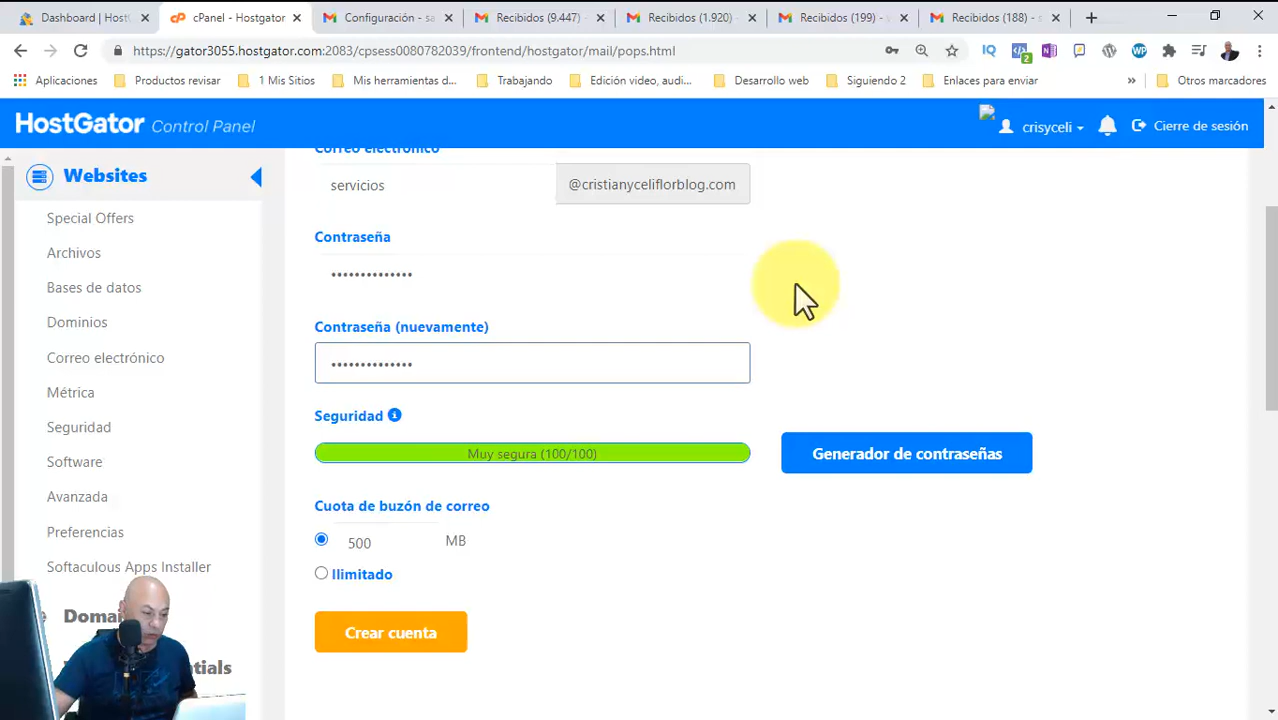 Dashboard | Host
cPanel - Hostgator
Configuración - sa
Recibidos (9.447)
Recibidos (1.920)
Recibidos (199) -
Recibidos (188) - s
https://gator3055.hostgator.com:2083/cpsess0080782039/frontend/hostgator/mail/pops.html
Aplicaciones
Productos revisar
1 Mis Sitios
Mis herramientas d...
Trabajando
Edición video, audi...
Desarrollo web
Siguiendo 2
Enlaces para enviar
»
Otros marcadores
HostGator Control Panel
crisyceli
Cierre de sesión
Websites
Special Offers
Archivos
Bases de datos
Dominios
Correo electrónico
Métrica
Seguridad
Software
Avanzada
Preferencias
Softaculous Apps Installer
Correo electrónico
servicios
@cristianyceliflorblog.com
Contraseña
••••••••••••••
Contraseña (nuevamente)
••••••••••••••
Seguridad
Muy segura (100/100)
Generador de contraseñas
Cuota de buzón de correo
500 MB
Ilimitado
Crear cuenta